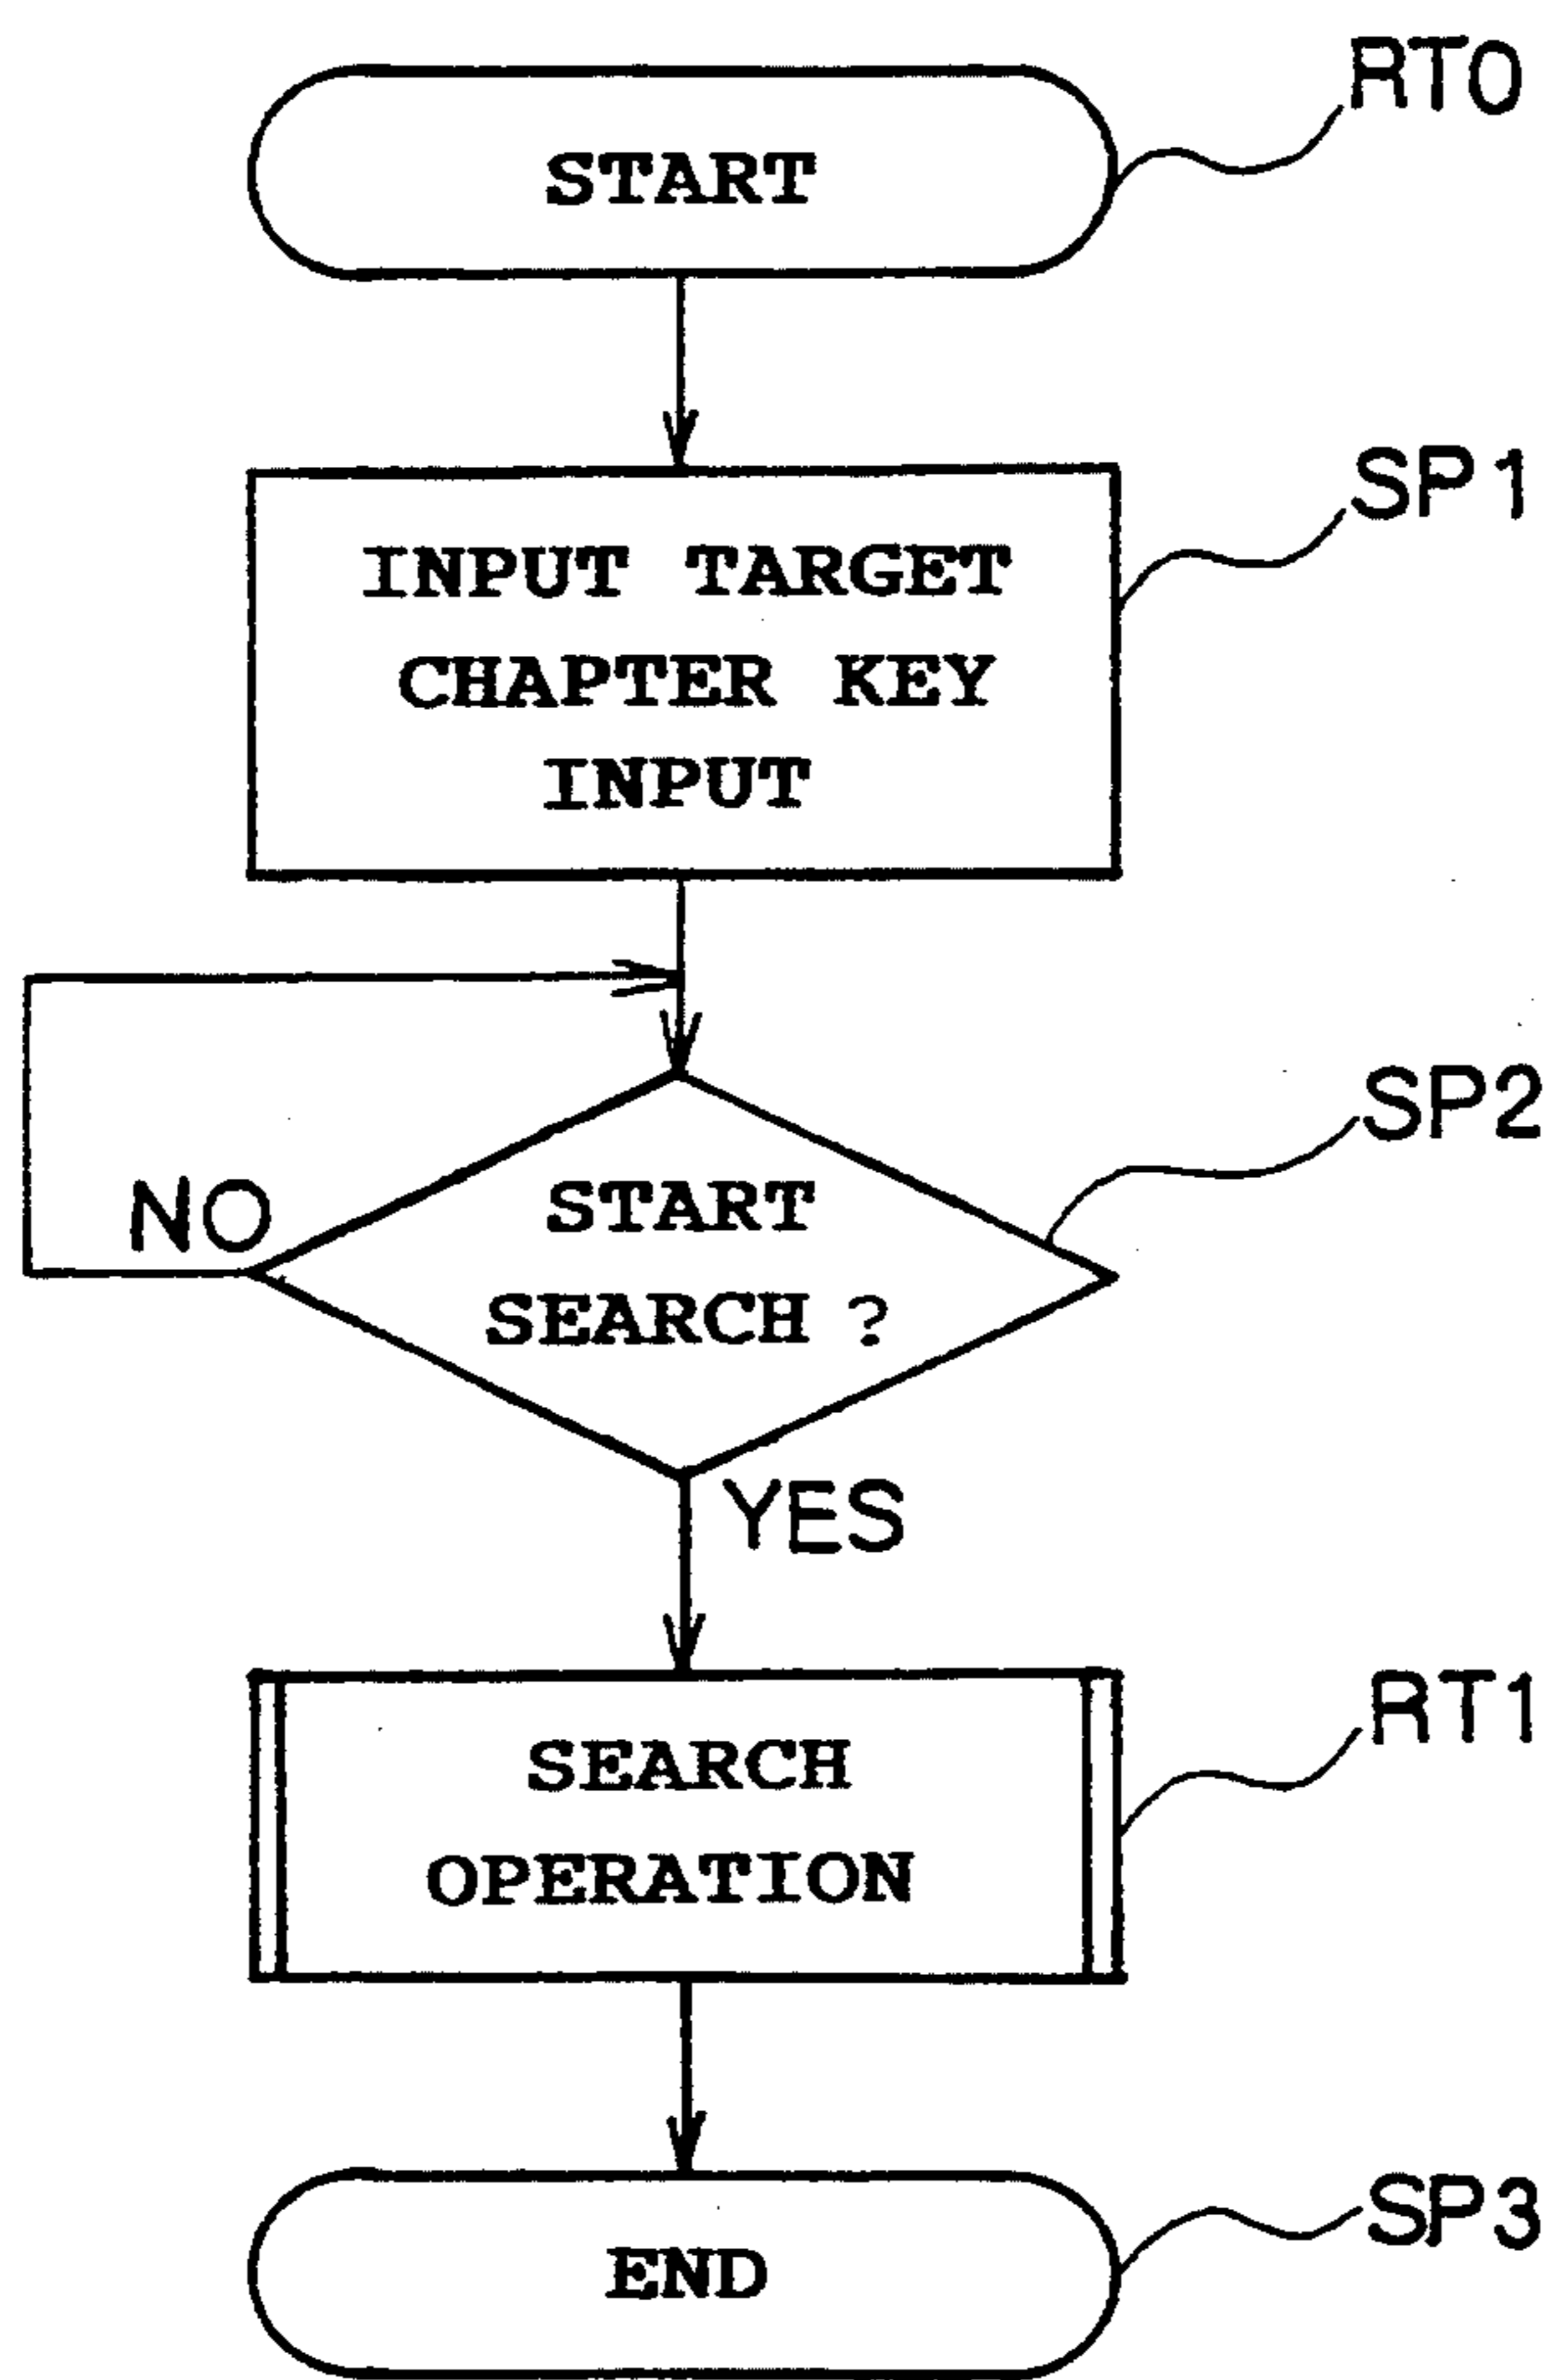 RT0
START
SP1
INPUT TARGET
CHAPTER KEY
INPUT
SP2
NO
START
SEARCH ?
YES
RT1
SEARCH
OPERATION
SP3
END